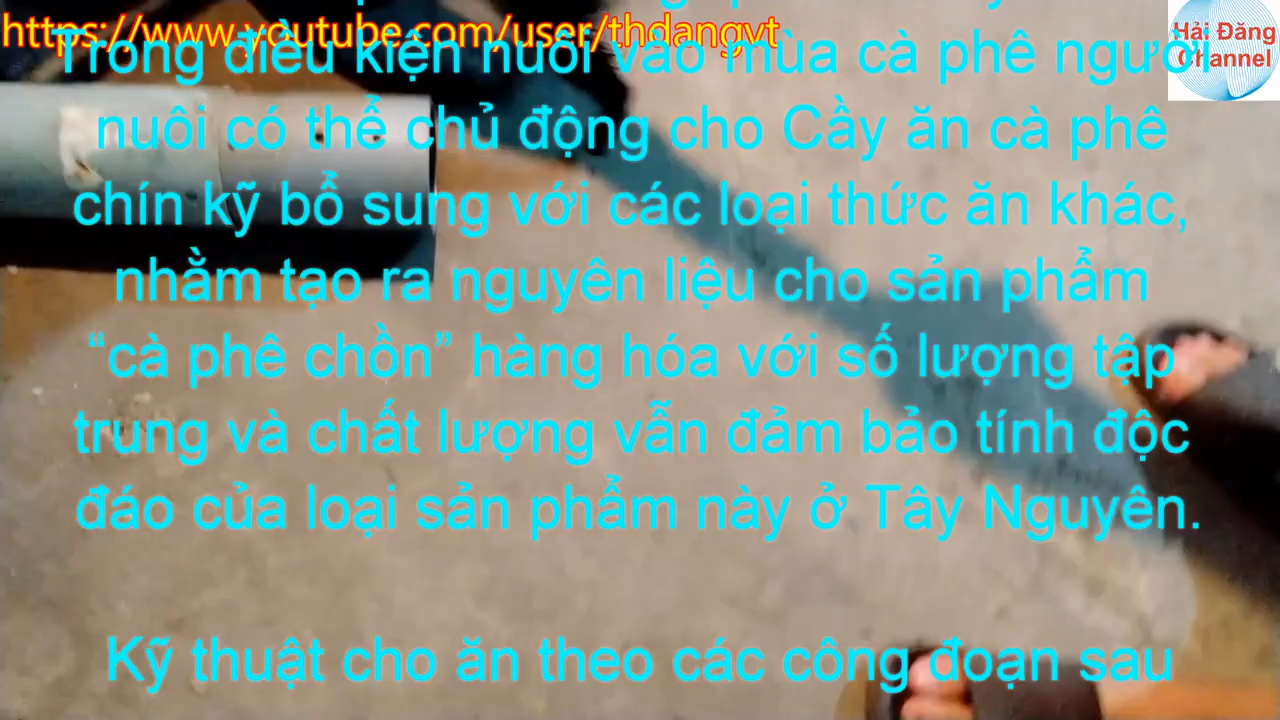 https://www.youtube.com/user/thdangvt
Hải Đăng
Channel
Trong điều kiện nuôi vào mùa cà phê người
nuôi có thể chủ động cho Cầy ăn cà phê
chín kỹ bổ sung với các loại thức ăn khác,
nhằm tạo ra nguyên liệu cho sản phẩm
“cà phê chồn” hàng hóa với số lượng tập
trung và chất lượng vẫn đảm bảo tính độc
đáo của loại sản phẩm này ở Tây Nguyên.
Kỹ thuật cho ăn theo các công đoạn sau